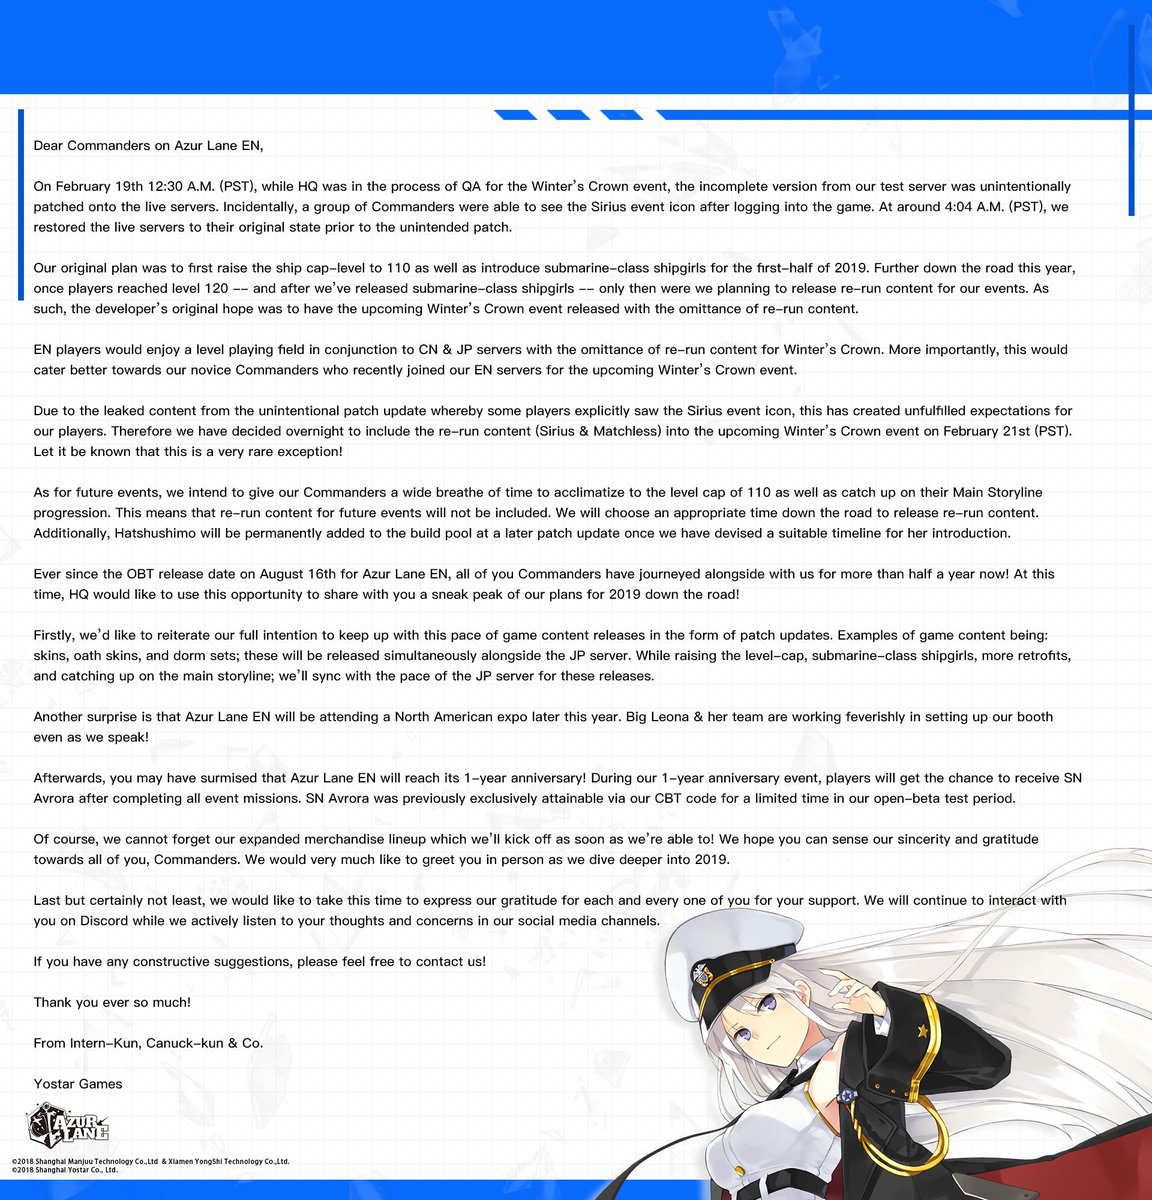 Dear Commanders on Azur Lane EN,
On February 19th 12:30 A.M. (PST), while HQ was in the process of QA for the Winter's Crown event, the incomplete version from our test server was unintentionally
patched onto the live servers. Incidentally, a group of Commanders were able to see the Sirius event icon after logging into the game. At around 4:04 A.M. (PST), we
restored the live servers to their original state prior to the unintended patch.
Our original plan was to first raise the ship cap-level to 110 as well as introduce submarine-class shipgirls for the first-half of 2019. Further down the road this year,
once players reached level 120 -- and after we've released submarine-class shipgirls -- only then were we planning to release re-run content for our events. As
such, the developer's original hope was to have the upcoming Winter's Crown event released with the omittance of re-run content.
EN players would enjoy a level playing field in conjunction to CN & JP servers with the omittance of re-run content for Winter's Crown. More importantly, this would
cater better towards our novice Commanders who recently joined our EN servers for the upcoming Winter's Crown event.
Due to the leaked content from the unintentional patch update whereby some players explicitly saw the Sirius event icon, this has created unfulfilled expectations for
our players. Therefore we have decided overnight to include the re-run content (Sirius & Matchless) into the upcoming Winter's Crown event on February 21st (PST).
Let it be known that this is a very rare exception!
As for future events, we intend to give our Commanders a wide breathe of time to acclimatize to the level cap of 110 as well as catch up on their Main Storyline
progression. This means that re-run content for future events will not be included. We will choose an appropriate time down the road to release re-run content.
Additionally, Hatshushimo will be permanently added to the build pool at a later patch update once we have devised a suitable timeline for her introduction.
Ever since the OBT release date on August 16th for Azur Lane EN, all of you Commanders have journeyed alongside with us for more than half a year now! At this
time, HQ would like to use this opportunity to share with you a sneak peak of our plans for 2019 down the road!
Firstly, we'd like to reiterate our full intention to keep up with this pace of game content releases in the form of patch updates. Examples of game content being:
skins, oath skins, and dorm sets; these will be released simultaneously alongside the JP server. While raising the level-cap, submarine-class shipgirls, more retrofits,
and catching up on the main storyline; we'll sync with the pace of the JP server for these releases.
Another surprise is that Azur Lane EN will be attending a North American expo later this year. Big Leona & her team are working feverishly in setting up our booth
even as we speak!
Afterwards, you may have surmised that Azur Lane EN will reach its 1-year anniversary! During our 1-year anniversary event, players will get the chance to receive SN
Avrora after completing all event missions. SN Avrora was previously exclusively attainable via our CBT code for a limited time in our open-beta test period.
Of course, we cannot forget our expanded merchandise lineup which we'll kick off as soon as we're able to! We hope you can sense our sincerity and gratitude
towards all of you, Commanders. We would very much like to greet you in person as we dive deeper into 2019.
Last but certainly not least, we would like to take this time to express our gratitude for each and every one of you for your support. We will continue to interact with
you on Discord while we actively listen to your thoughts and concerns in our social media channels.
If you have any constructive suggestions, please feel free to contact us!
Thank you ever so much!
From Intern-Kun, Canuck-kun & Co.
Yostar Games
AZUR
LANE
©2018 Shanghai Manjuu Technology Co.,Ltd & Xiamen YongShi Technology Co.,Ltd.
©2018 Shanghai Yostar Co., Ltd.